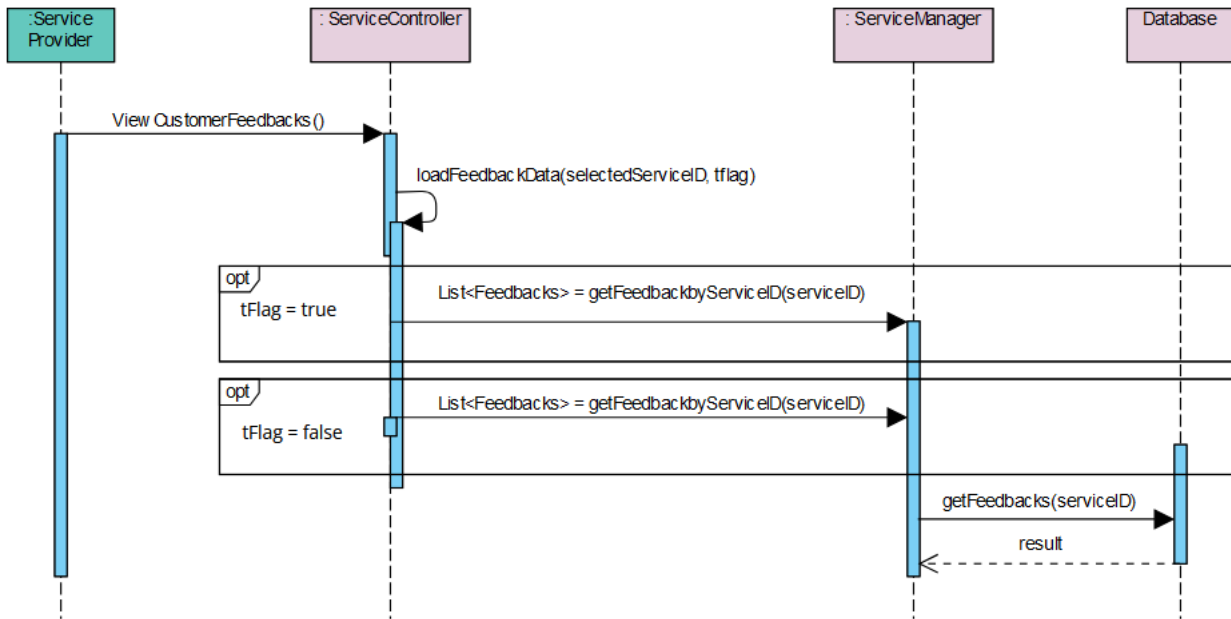 :Service
Provider
: ServiceController
: ServiceManager
Database
View CustomerFeedbacks()
loadFeedbackData(selectedServiceID, tflag)
opt
List<Feedbacks> = getFeedbackbyServiceID(serviceID)
tFlag = true
opt
List<Feedbacks> = getFeedbackbyServiceID(serviceID)
tFlag = false
getFeedbacks(serviceID)
result